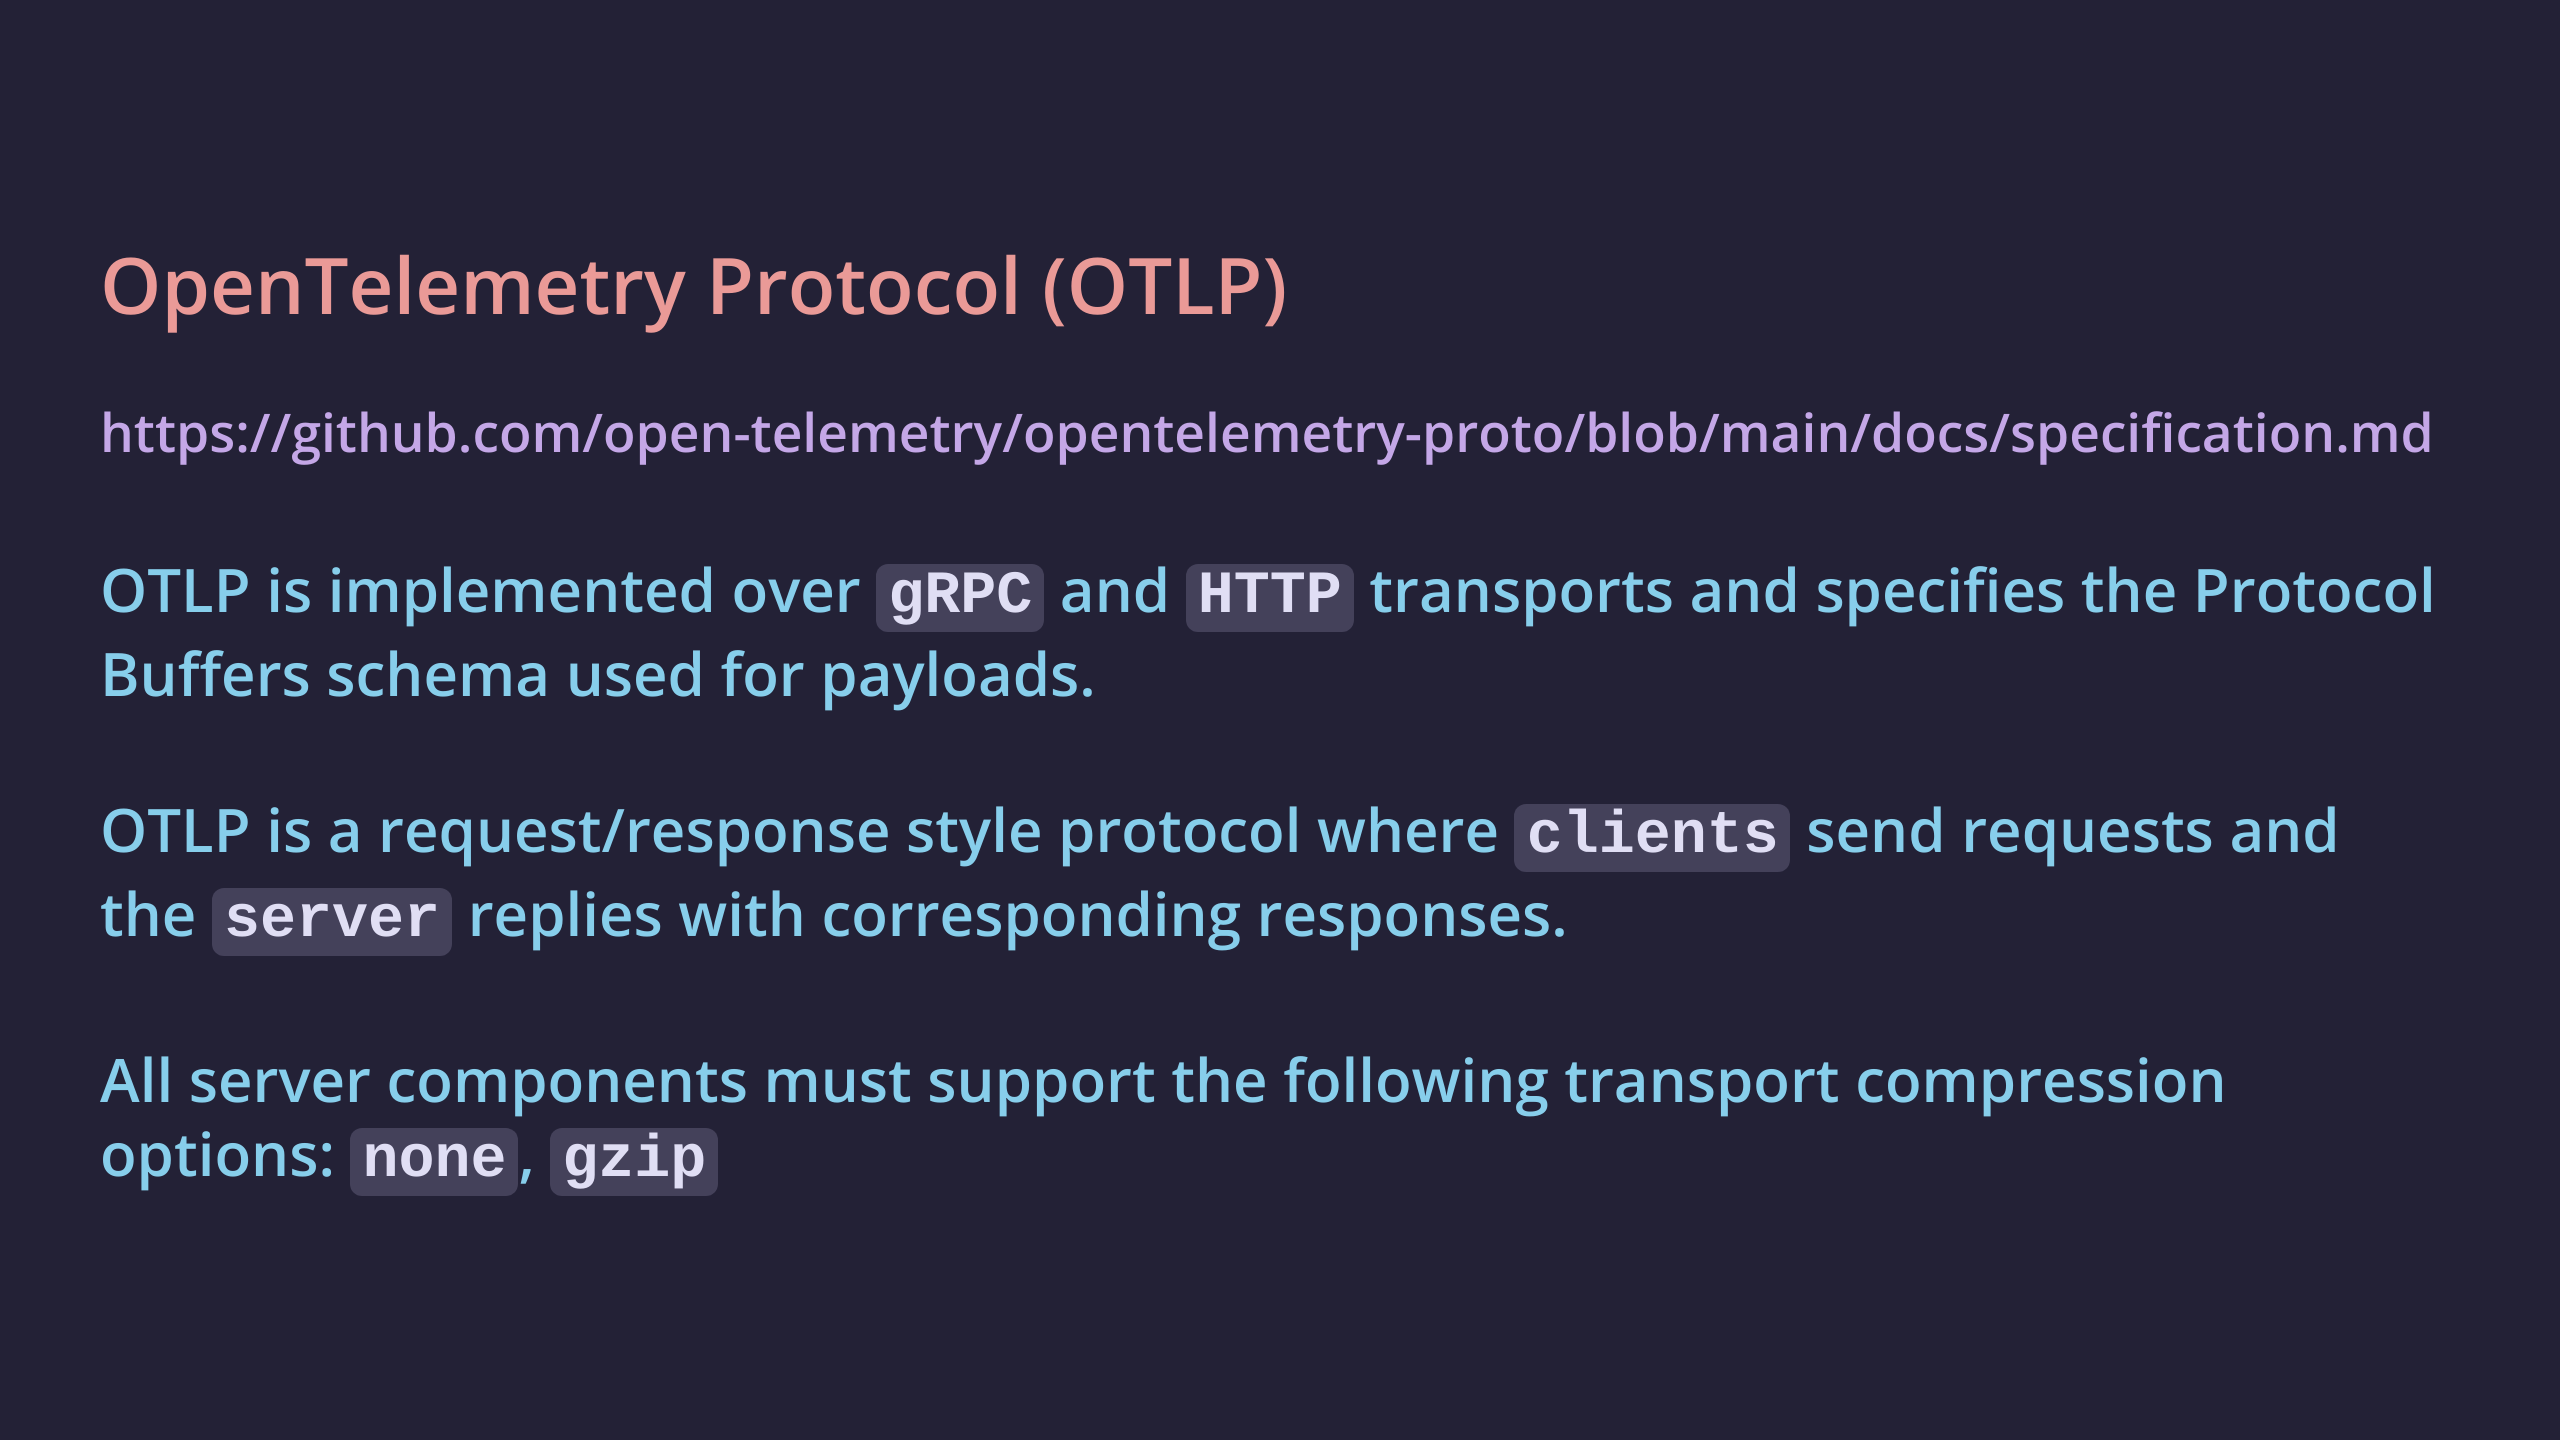 OpenTelemetry Protocol (OTLP)
https://github.com/open-telemetry/opentelemetry-proto/blob/main/docs/specification.md
OTLP is implemented over gRPC and HTTP transports and specifies the Protocol
Buffers schema used for payloads.
OTLP is a request/response style protocol where clients send requests and
the server replies with corresponding responses.
All server components must support the following transport compression
options: none, gzip